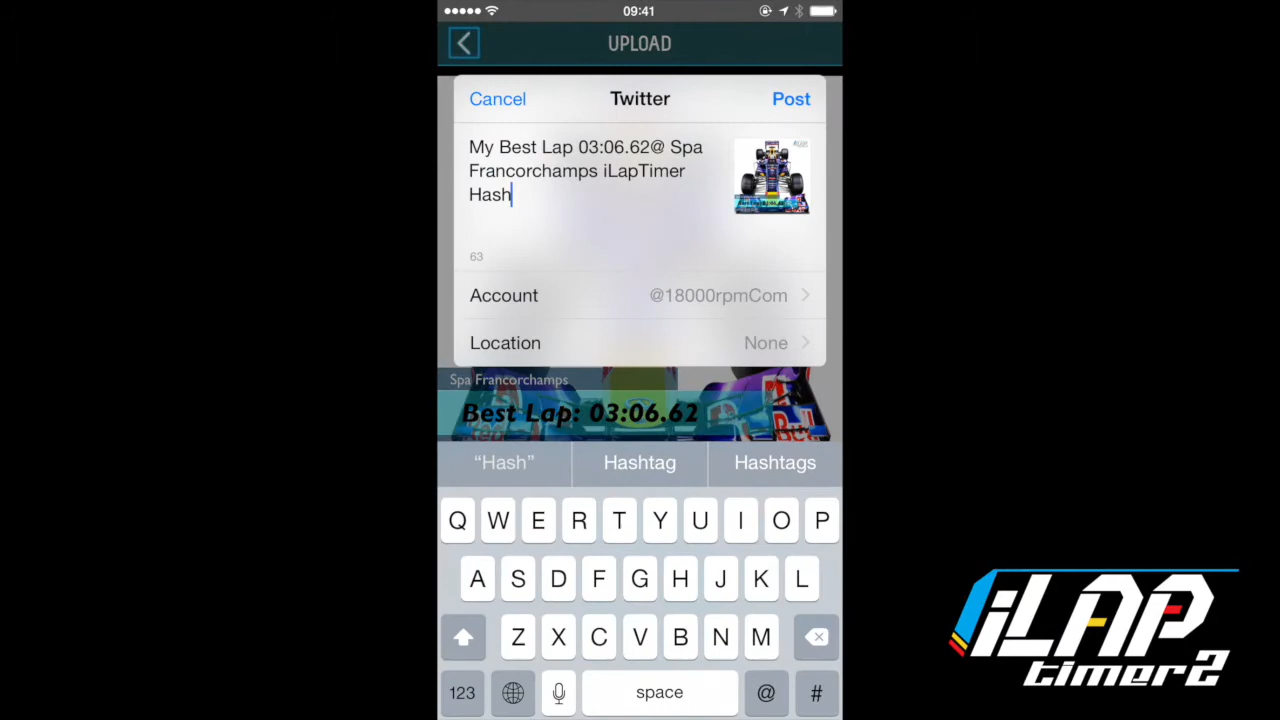 09:41
UPLOAD
Cancel Twitter Post
My Best Lap 03:06.62@ Spa
Francorchamps iLapTimer
Hash
63
Account @18000rpmCom
Location None
Spa Francorchamps
Best Lap: 03:06.62
“Hash” Hashtag Hashtags
Q W E R T Y U I O P
A S D F G H J K L
Z X C V B N M
123 space @ #
iLAP
timer2